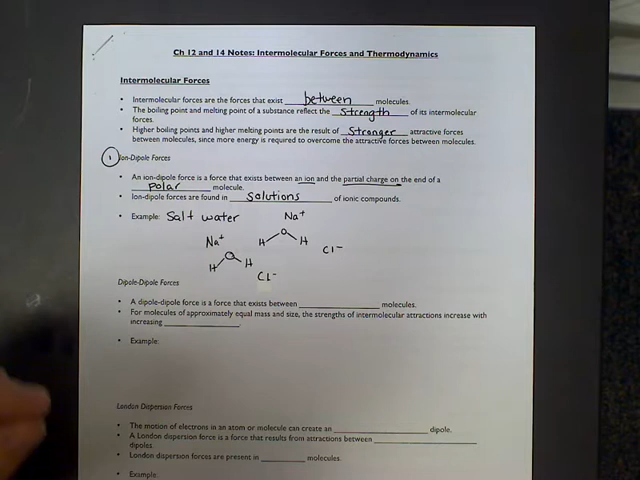 Ch 12 and 14 Notes: Intermolecular Forces and Thermodynamics
Intermolecular Forces
• Intermolecular forces are the forces that exist between molecules.
• The boiling point and melting point of a substance reflect the strength of its intermolecular
forces.
• Higher boiling points and higher melting points are the result of stronger attractive forces
between molecules, since more energy is required to overcome the attractive forces between molecules.
1 Ion-Dipole Forces
• An ion-dipole force is a force that exists between an ion and the partial charge on the end of a
polar molecule.
• Ion-dipole forces are found in solutions of ionic compounds.
• Example: Salt water
Na+
O
H H
Cl−
Na+
O
H H
Cl−
Dipole-Dipole Forces
• A dipole-dipole force is a force that exists between ____________________ molecules.
• For molecules of approximately equal mass and size, the strengths of intermolecular attractions increase with
increasing ____________________.
• Example:
London Dispersion Forces
• The motion of electrons in an atom or molecule can create an ____________________ dipole.
• A London dispersion force is a force that results from attractions between ____________________
dipoles.
• London dispersion forces are present in ___________ molecules.
• Example: